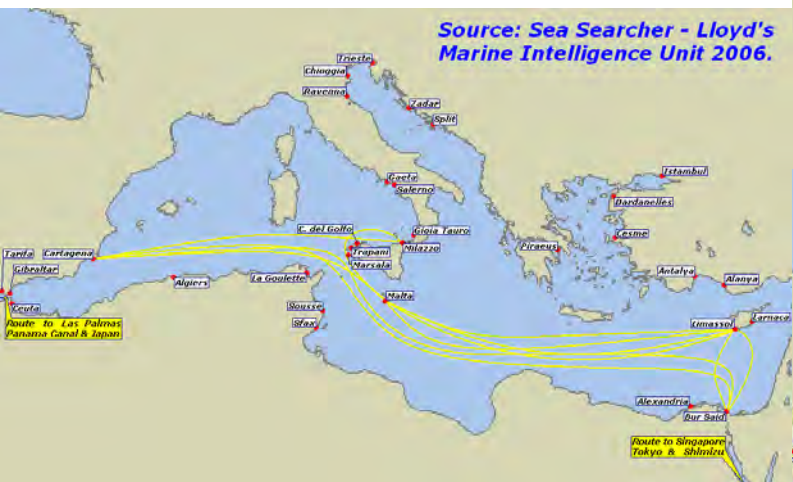 Source: Sea Searcher - Lloyd's
Marine Intelligence Unit 2006.
Trieste
Chioggia
Ravenna
Zadar
Split
Istambul
Gaeta
Salerno
Dardanelles
C. del Golfo
Gioia Tauro
Cesme
Tarifa
Cartagena
Trapani
Milazzo
Piraeus
Gibraltar
Marsala
Antalya
La Goulette
Algiers
Alanya
Ceuta
Malta
Sousse
Larnaca
Route to Las Palmas
Panama Canal & Japan
Sfax
Limassol
Alexandria
Bur Said
Route to Singapore
Tokyo & Shimizu